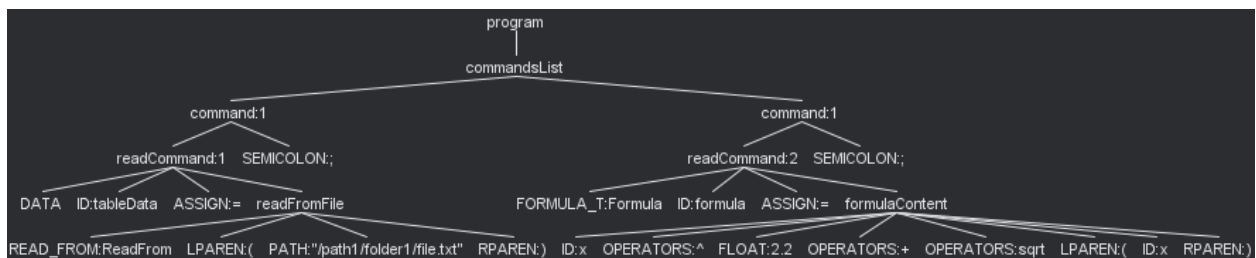 program
commandsList
command:1 command:1
readCommand:1 SEMICOLON:; readCommand:2 SEMICOLON:;
DATA ID:tableData ASSIGN:= readFromFile FORMULA_T:Formula ID:formula ASSIGN:= formulaContent
READ_FROM:ReadFrom LPAREN:( PATH:"/path1/folder1/file.txt" RPAREN:) ID:x OPERATORS:^ FLOAT:2.2 OPERATORS:+ OPERATORS:sqrt LPAREN:( ID:x RPAREN:)